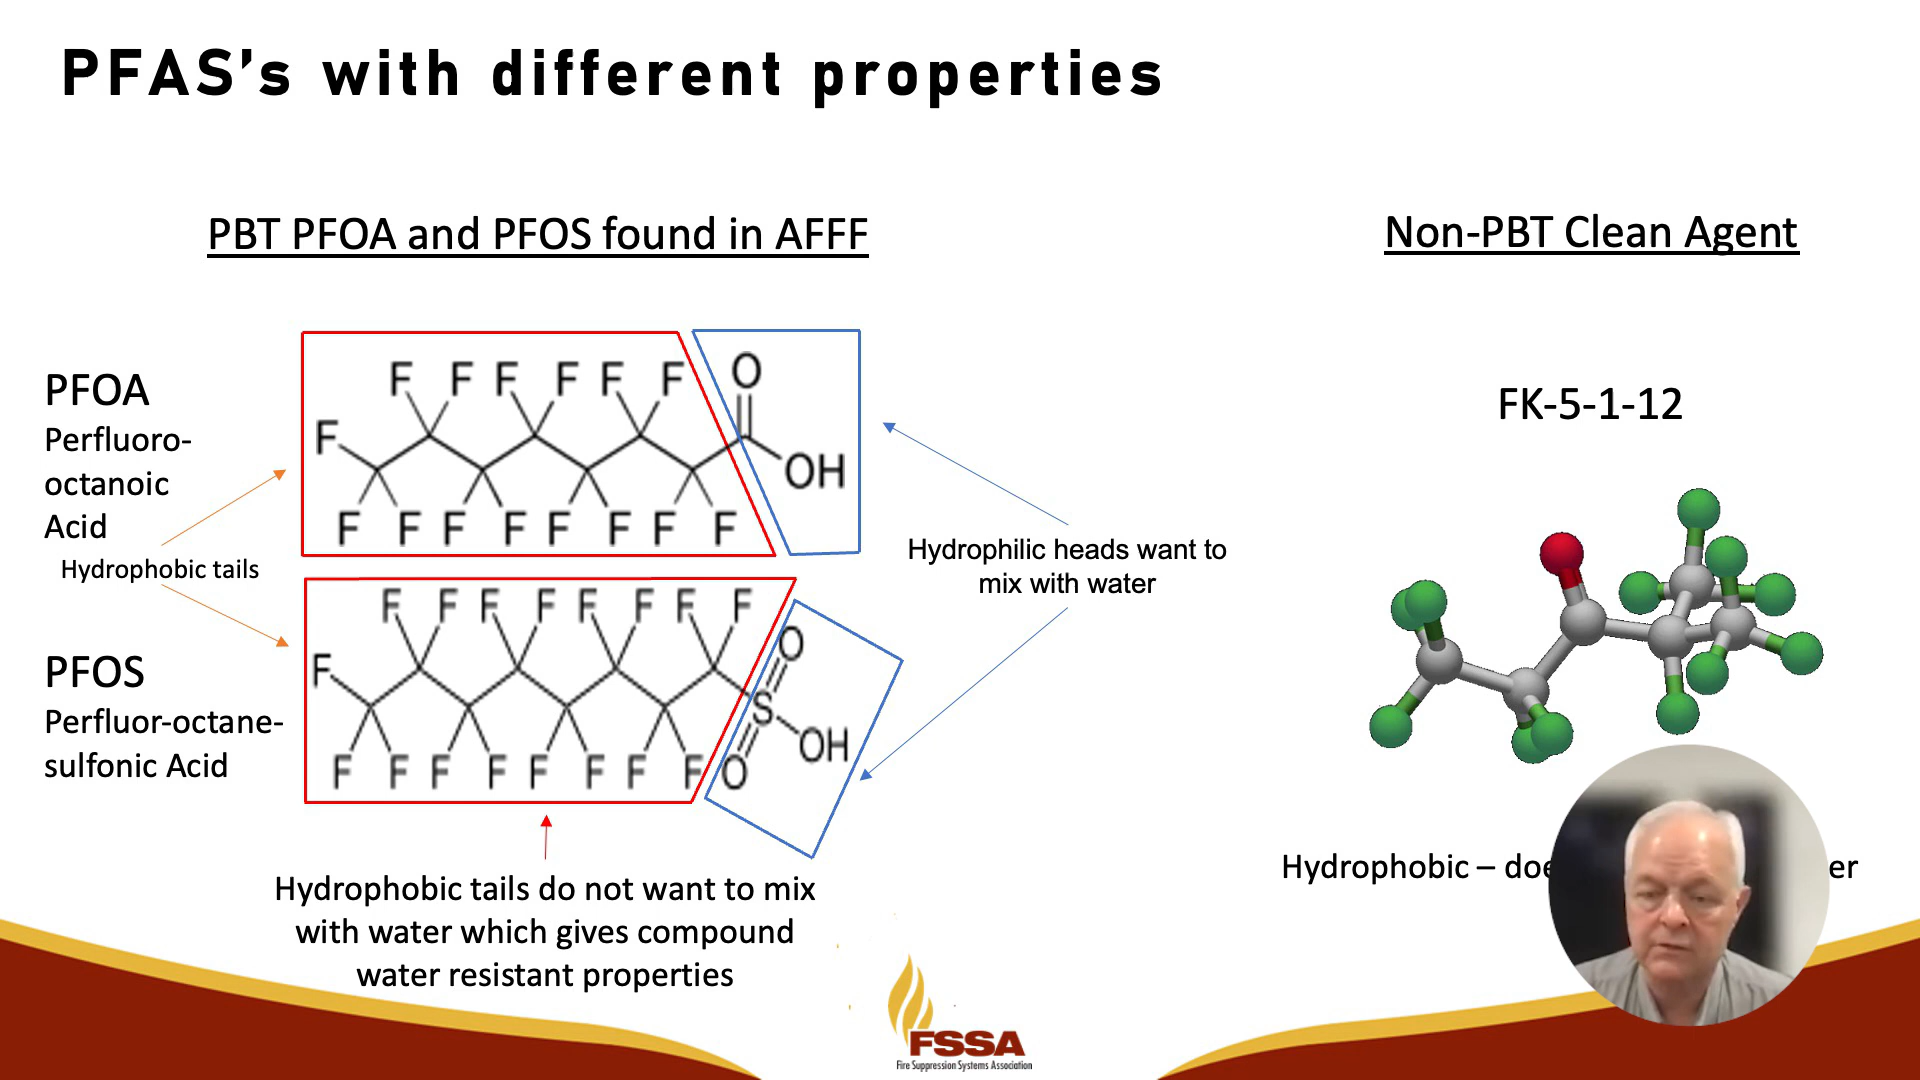 PFAS’s with different properties
PBT PFOA and PFOS found in AFFF
Non-PBT Clean Agent
PFOA
Perfluoro-
octanoic
Acid
Hydrophobic tails
PFOS
Perfluor-octane-
sulfonic Acid
F F F F F F O
F
OH
F F F F F F F F
F F F F F F F F
O
F
S
OH
F F F F F F F F O
Hydrophilic heads want to
mix with water
Hydrophobic tails do not want to mix
with water which gives compound
water resistant properties
FK-5-1-12
Hydrophobic –
FSSA
Fire Suppression Systems Association